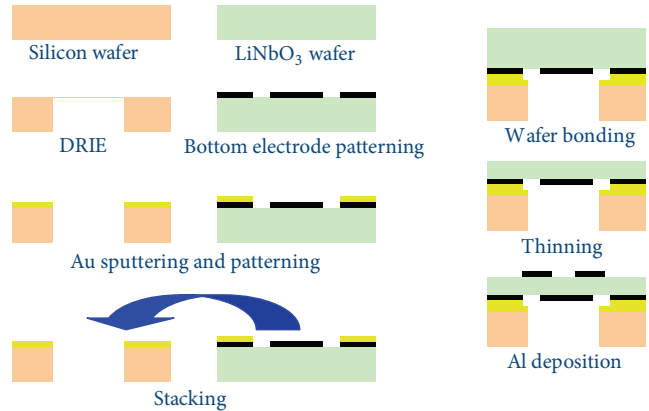 Silicon wafer
LiNbO₃ wafer
DRIE
Bottom electrode patterning
Au sputtering and patterning
Stacking
Wafer bonding
Thinning
Al deposition